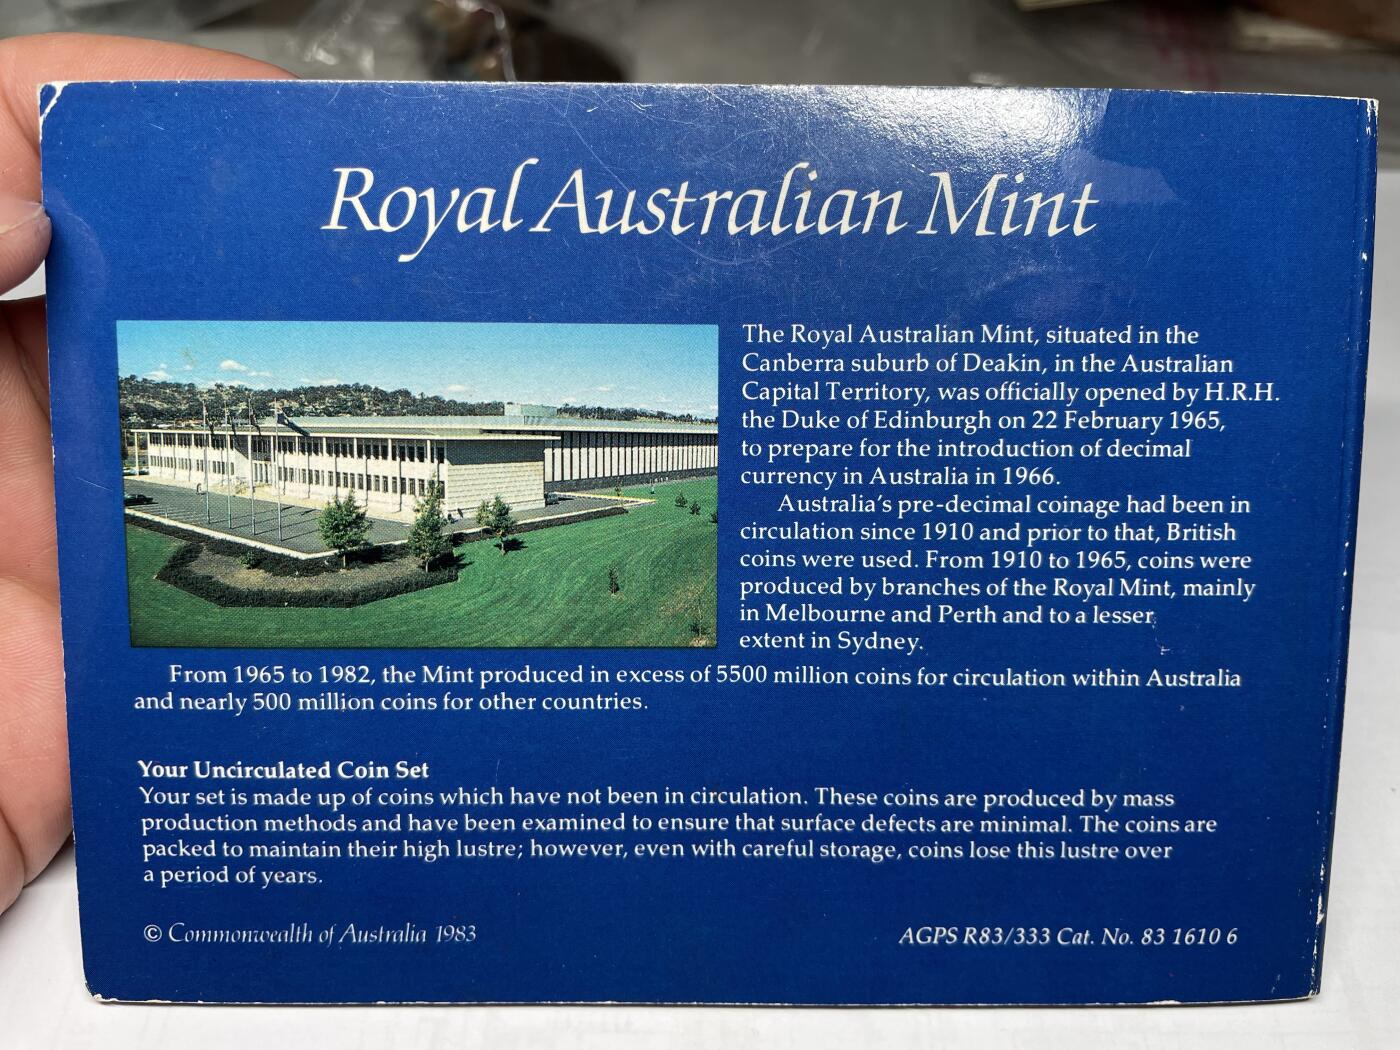 Royal Australian Mint
The Royal Australian Mint, situated in the
Canberra suburb of Deakin, in the Australian
Capital Territory, was officially opened by H.R.H.
the Duke of Edinburgh on 22 February 1965,
to prepare for the introduction of decimal
currency in Australia in 1966.
Australia's pre-decimal coinage had been in
circulation since 1910 and prior to that, British
coins were used. From 1910 to 1965, coins were
produced by branches of the Royal Mint, mainly
in Melbourne and Perth and to a lesser
extent in Sydney.
From 1965 to 1982, the Mint produced in excess of 5500 million coins for circulation within Australia
and nearly 500 million coins for other countries.
Your Uncirculated Coin Set
Your set is made up of coins which have not been in circulation. These coins are produced by mass
production methods and have been examined to ensure that surface defects are minimal. The coins are
packed to maintain their high lustre; however, even with careful storage, coins lose this lustre over
a period of years.
© Commonwealth of Australia 1983
AGPS R83/333 Cat. No. 83 1610 6